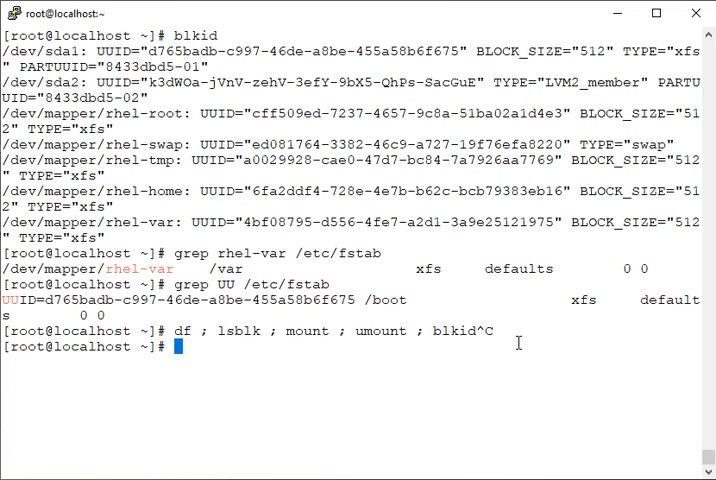 root@localhost:~
[root@localhost ~]# blkid
/dev/sda1: UUID="d765badb-c997-46de-a8be-455a58b6f675" BLOCK_SIZE="512" TYPE="xfs
" PARTUUID="8433dbd5-01"
/dev/sda2: UUID="k3dWOa-jVnV-zehV-3efY-9bX5-QhPs-SacGuE" TYPE="LVM2_member" PARTU
UID="8433dbd5-02"
/dev/mapper/rhel-root: UUID="cff509ed-7237-4657-9c8a-51ba02a1d4e3" BLOCK_SIZE="51
2" TYPE="xfs"
/dev/mapper/rhel-swap: UUID="ed081764-3382-46c9-a727-19f76efa8220" TYPE="swap"
/dev/mapper/rhel-tmp: UUID="a0029928-cae0-47d7-bc84-7a7926aa7769" BLOCK_SIZE="512
" TYPE="xfs"
/dev/mapper/rhel-home: UUID="6fa2ddf4-728e-4e7b-b62c-bcb79383eb16" BLOCK_SIZE="51
2" TYPE="xfs"
/dev/mapper/rhel-var: UUID="4bf08795-d556-4fe7-a2d1-3a9e25121975" BLOCK_SIZE="512
" TYPE="xfs"
[root@localhost ~]# grep rhel-var /etc/fstab
/dev/mapper/rhel-var    /var                    xfs     defaults        0 0
[root@localhost ~]# grep UU /etc/fstab
UUID=d765badb-c997-46de-a8be-455a58b6f675 /boot                   xfs     default
s        0 0
[root@localhost ~]# df ; lsblk ; mount ; umount ; blkid^C
[root@localhost ~]#